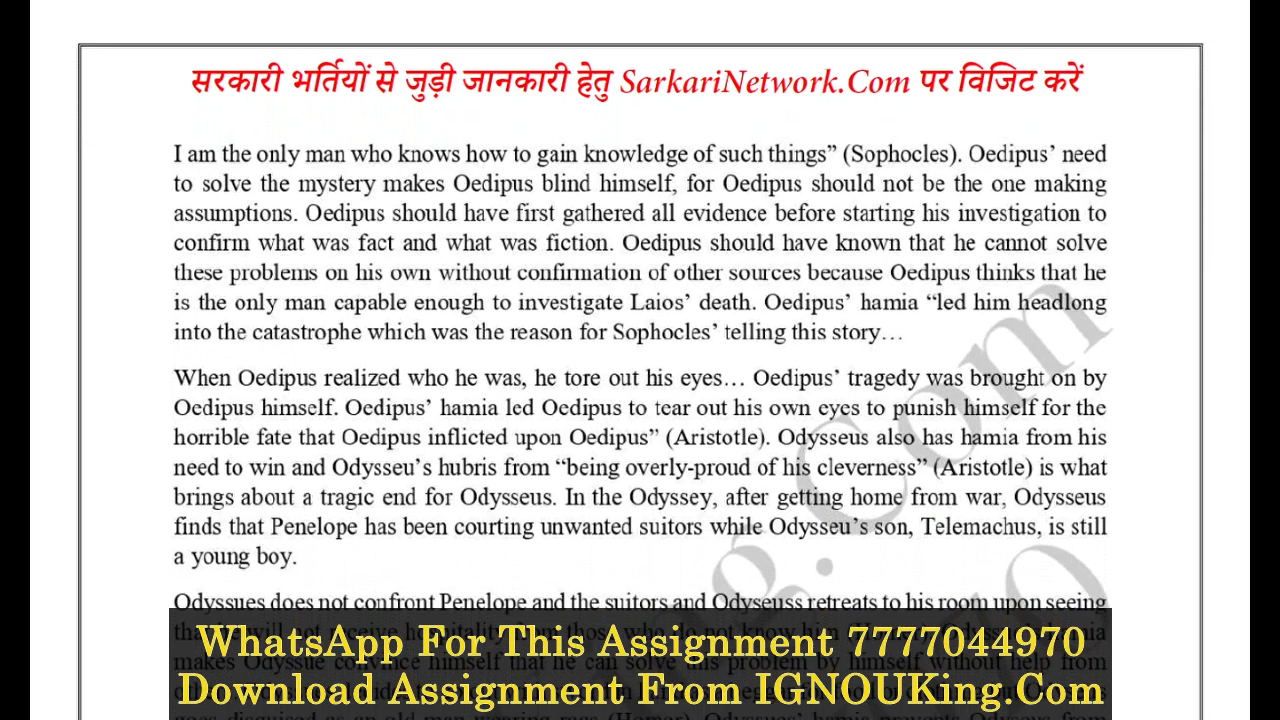 सरकारी भर्तियों से जुड़ी जानकारी हेतु SarkariNetwork.Com पर विजिट करें
I am the only man who knows how to gain knowledge of such things” (Sophocles). Oedipus’ need
to solve the mystery makes Oedipus blind himself, for Oedipus should not be the one making
assumptions. Oedipus should have first gathered all evidence before starting his investigation to
confirm what was fact and what was fiction. Oedipus should have known that he cannot solve
these problems on his own without confirmation of other sources because Oedipus thinks that he
is the only man capable enough to investigate Laios’ death. Oedipus’ hamia “led him headlong
into the catastrophe which was the reason for Sophocles’ telling this story…
When Oedipus realized who he was, he tore out his eyes… Oedipus’ tragedy was brought on by
Oedipus himself. Oedipus’ hamia led Oedipus to tear out his own eyes to punish himself for the
horrible fate that Oedipus inflicted upon Oedipus” (Aristotle). Odysseus also has hamia from his
need to win and Odysseu’s hubris from “being overly-proud of his cleverness” (Aristotle) is what
brings about a tragic end for Odysseus. In the Odyssey, after getting home from war, Odysseus
finds that Penelope has been courting unwanted suitors while Odysseu’s son, Telemachus, is still
a young boy.
Odyssues does not confront Penelope and the suitors and Odyseuss retreats to his room upon seeing
WhatsApp For This Assignment 7777044970
Download Assignment From IGNOUKing.Com